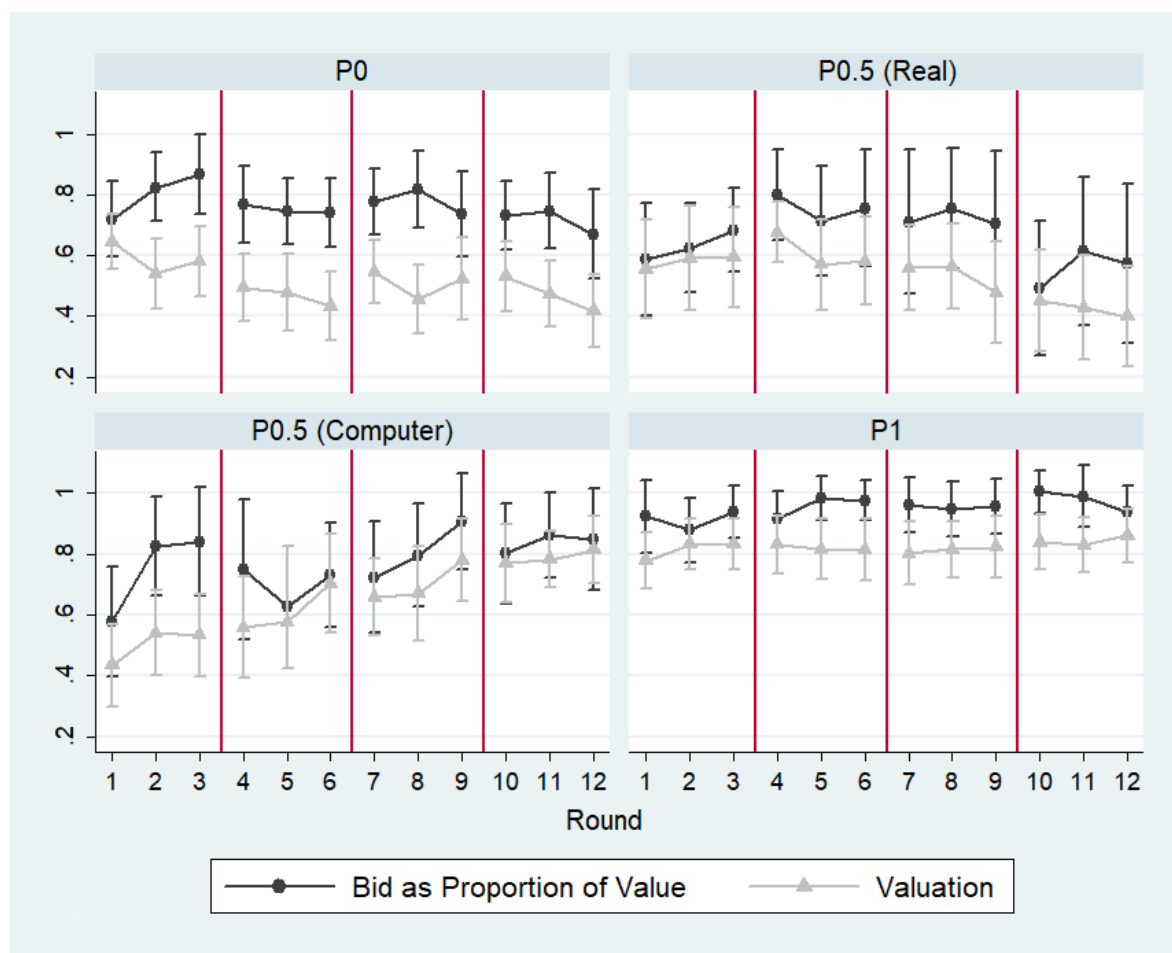 P0
P0.5 (Real)
1
.8
.6
.4
.2
P0.5 (Computer)
P1
1
.8
.6
.4
.2
1 2 3 4 5 6 7 8 9 10 11 12
1 2 3 4 5 6 7 8 9 10 11 12
Round
Bid as Proportion of Value
Valuation